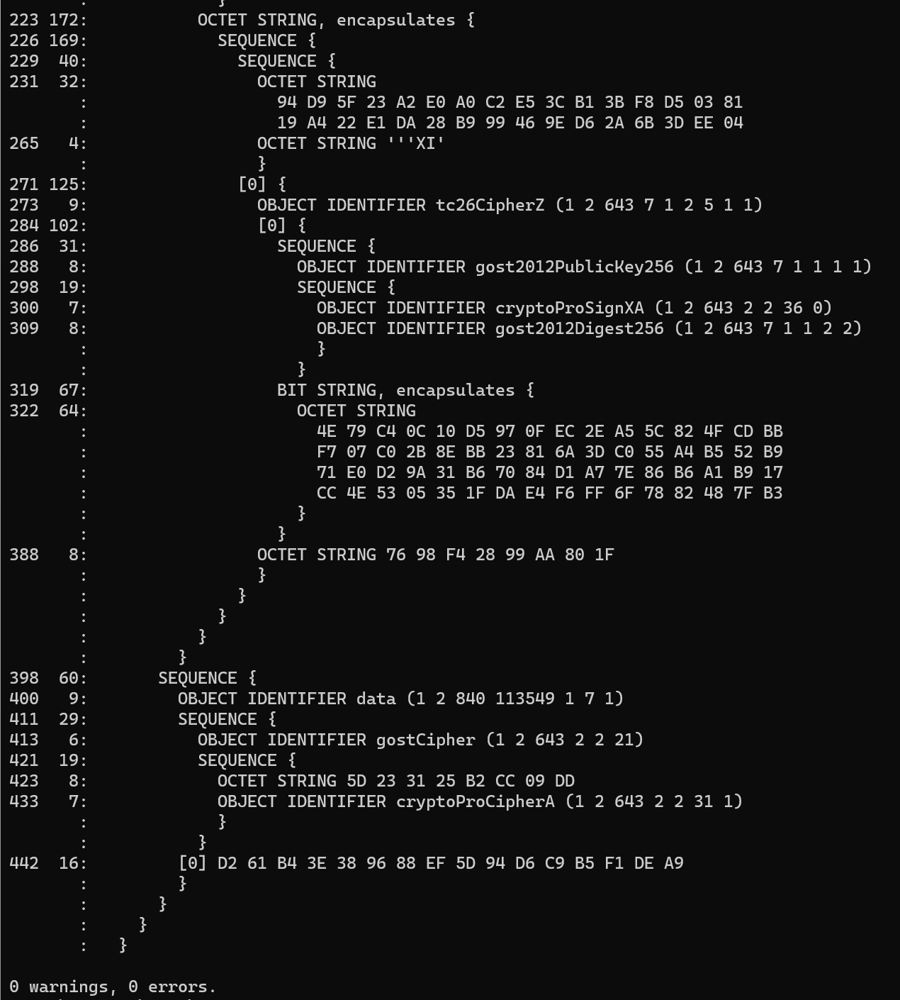 }
223 172: OCTET STRING, encapsulates {
226 169: SEQUENCE {
229 40: SEQUENCE {
231 32: OCTET STRING
: 94 D9 5F 23 A2 E0 A0 C2 E5 3C B1 3B F8 D5 03 81
: 19 A4 22 E1 DA 28 B9 99 46 9E D6 2A 6B 3D EE 04
265 4: OCTET STRING '''XI'
: }
271 125: [0] {
273 9: OBJECT IDENTIFIER tc26CipherZ (1 2 643 7 1 2 5 1 1)
284 102: [0] {
286 31: SEQUENCE {
288 8: OBJECT IDENTIFIER gost2012PublicKey256 (1 2 643 7 1 1 1 1)
298 19: SEQUENCE {
300 7: OBJECT IDENTIFIER cryptoProSignXA (1 2 643 2 2 36 0)
309 8: OBJECT IDENTIFIER gost2012Digest256 (1 2 643 7 1 1 2 2)
: }
: }
319 67: BIT STRING, encapsulates {
322 64: OCTET STRING
: 4E 79 C4 0C 10 D5 97 0F EC 2E A5 5C 82 4F CD BB
: F7 07 C0 2B 8E BB 23 81 6A 3D C0 55 A4 B5 52 B9
: 71 E0 D2 9A 31 B6 70 84 D1 A7 7E 86 B6 A1 B9 17
: CC 4E 53 05 35 1F DA E4 F6 FF 6F 78 82 48 7F B3
: }
: }
388 8: OCTET STRING 76 98 F4 28 99 AA 80 1F
: }
: }
: }
: }
: }
398 60: SEQUENCE {
400 9: OBJECT IDENTIFIER data (1 2 840 113549 1 7 1)
411 29: SEQUENCE {
413 6: OBJECT IDENTIFIER gostCipher (1 2 643 2 2 21)
421 19: SEQUENCE {
423 8: OCTET STRING 5D 23 31 25 B2 CC 09 DD
433 7: OBJECT IDENTIFIER cryptoProCipherA (1 2 643 2 2 31 1)
: }
: }
442 16: [0] D2 61 B4 3E 38 96 88 EF 5D 94 D6 C9 B5 F1 DE A9
: }
: }
: }
: }
0 warnings, 0 errors.